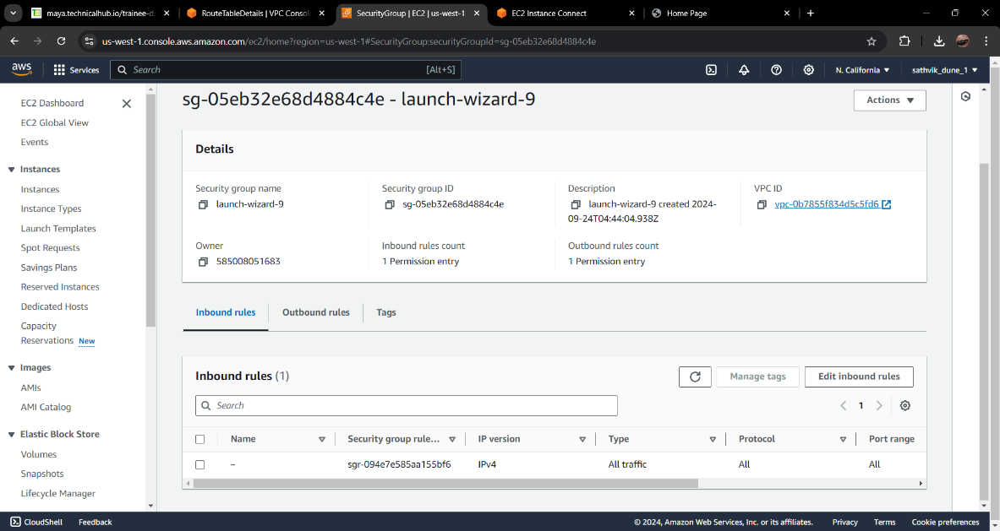 maya.technicalhub.io/trainee-d
RouteTableDetails | VPC Consol
SecurityGroup | EC2 | us-west-1
EC2 Instance Connect
Home Page
us-west-1.console.aws.amazon.com/ec2/home?region=us-west-1#SecurityGroup:securityGroupId=sg-05eb32e68d4884c4e
aws
Services
Search
[Alt+S]
N. California
sathvik_dune_1
EC2 Dashboard
EC2 Global View
Events
Instances
Instances
Instance Types
Launch Templates
Spot Requests
Savings Plans
Reserved Instances
Dedicated Hosts
Capacity
Reservations New
Images
AMIs
AMI Catalog
Elastic Block Store
Volumes
Snapshots
Lifecycle Manager
sg-05eb32e68d4884c4e - launch-wizard-9
Actions
Details
Security group name
launch-wizard-9
Security group ID
sg-05eb32e68d4884c4e
Description
launch-wizard-9 created 2024-
09-24T04:44:04.938Z
VPC ID
vpc-0b7855f834d5c5fd6
Owner
585008051683
Inbound rules count
1 Permission entry
Outbound rules count
1 Permission entry
Inbound rules
Outbound rules
Tags
Inbound rules (1)
Manage tags
Edit inbound rules
Search
1
Name
Security group rule...
IP version
Type
Protocol
Port range
–
sgr-094e7e585aa155bf6
IPv4
All traffic
All
All
CloudShell
Feedback
© 2024, Amazon Web Services, Inc. or its affiliates.
Privacy
Terms
Cookie preferences